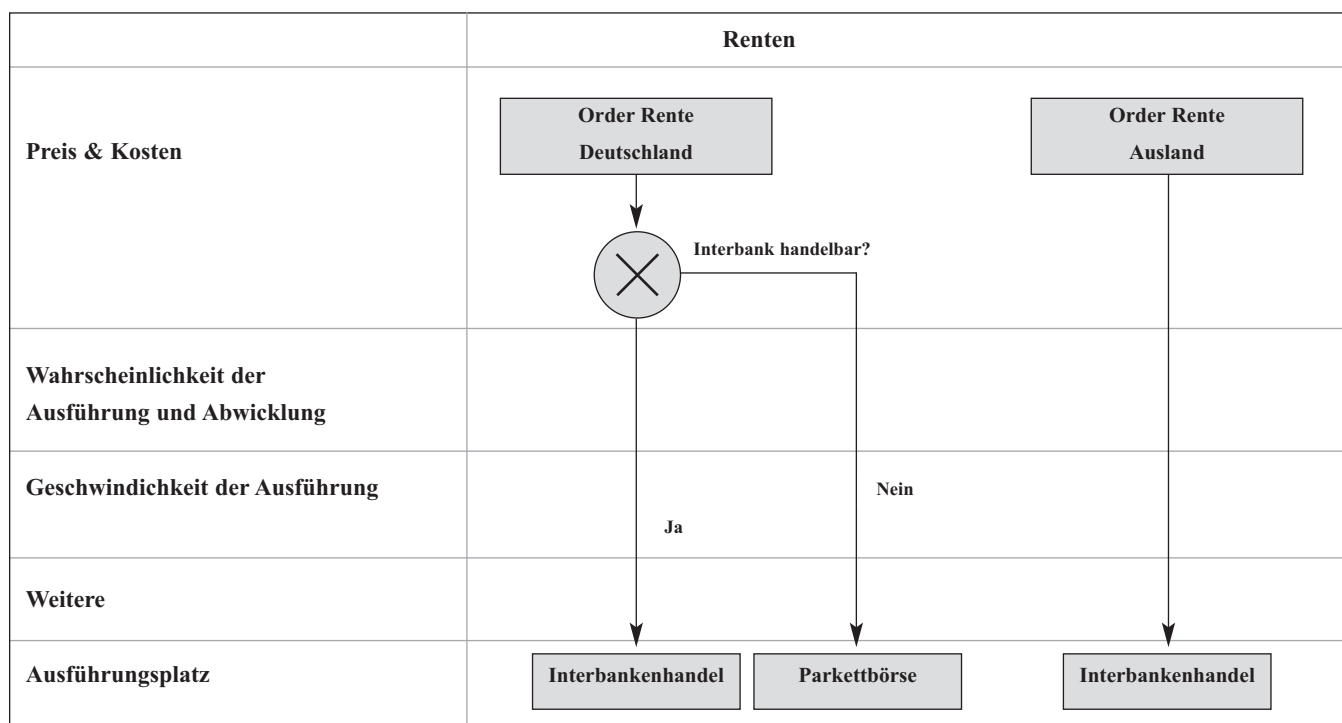 Renten
Preis & Kosten
Order Rente
Deutschland
Order Rente
Ausland
Interbank handelbar?
Wahrscheinlichkeit der
Ausführung und Abwicklung
Geschwindichkeit der Ausführung
Nein
Ja
Weitere
Ausführungsplatz
Interbankenhandel
Parkettbörse
Interbankenhandel